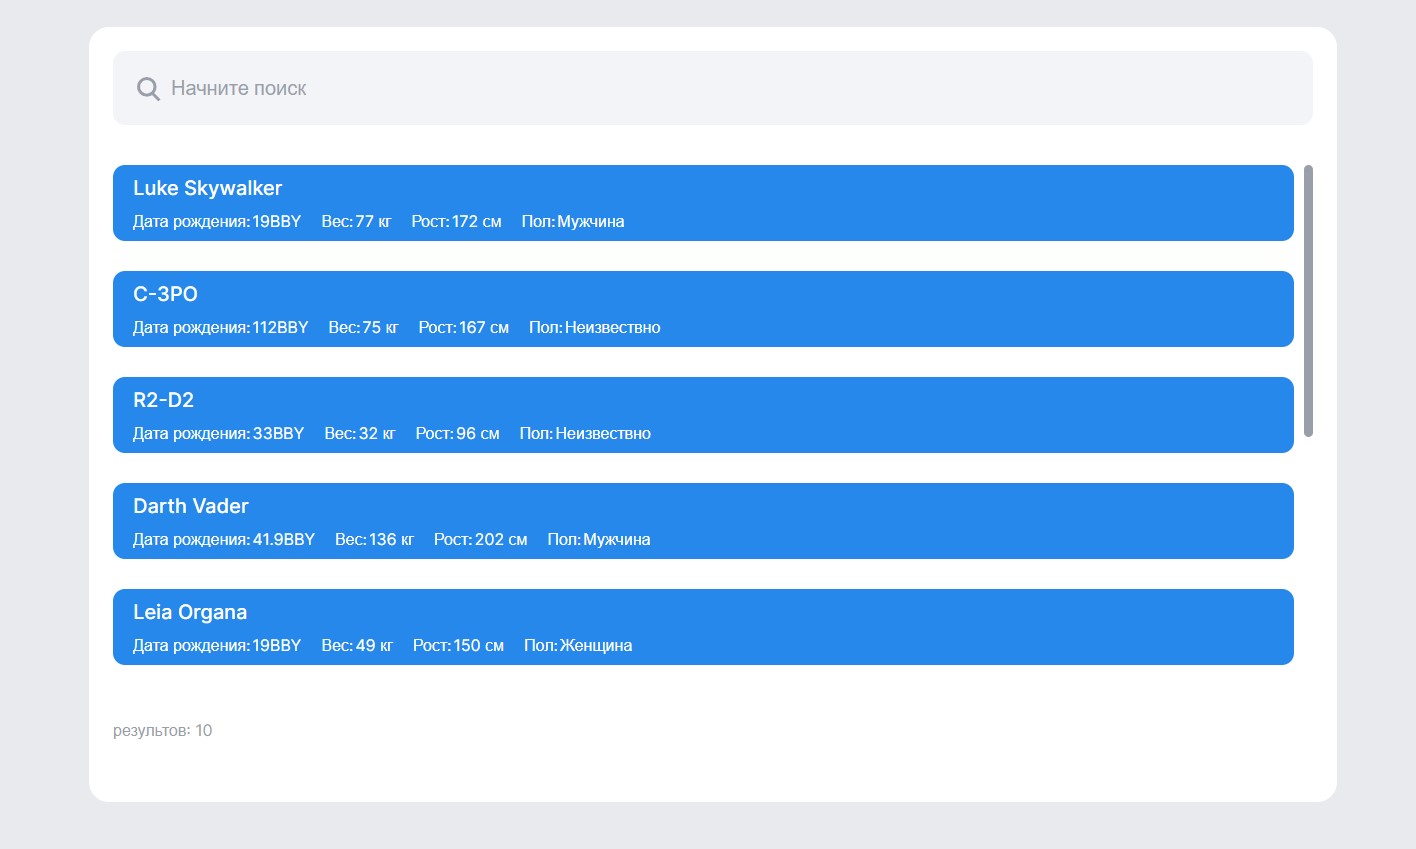 Начните поиск
Luke Skywalker
Дата рождения: 19BBY Вес: 77 кг Рост: 172 см Пол: Мужчина
C-3PO
Дата рождения: 112BBY Вес: 75 кг Рост: 167 см Пол: Неизвествно
R2-D2
Дата рождения: 33BBY Вес: 32 кг Рост: 96 см Пол: Неизвествно
Darth Vader
Дата рождения: 41.9BBY Вес: 136 кг Рост: 202 см Пол: Мужчина
Leia Organa
Дата рождения: 19BBY Вес: 49 кг Рост: 150 см Пол: Женщина
результов: 10